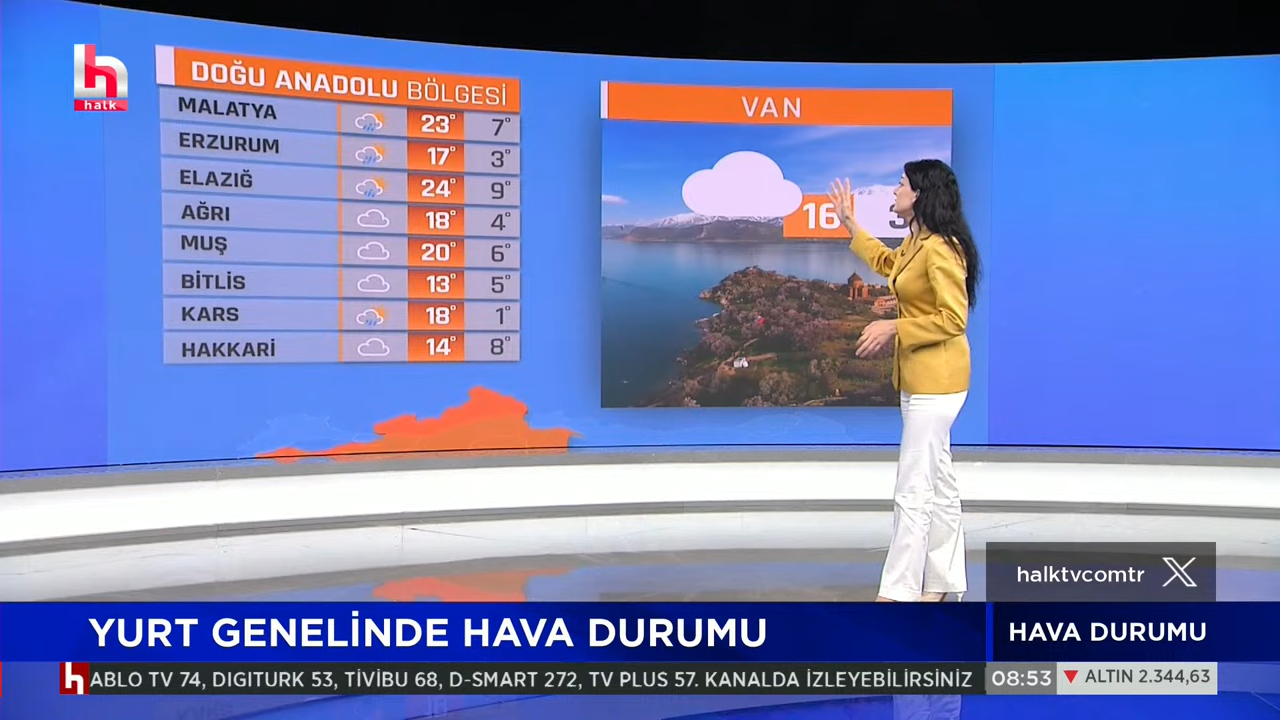 halk
DOĞU ANADOLU BÖLGESİ
MALATYA 23° 7°
ERZURUM 17° 3°
ELAZIĞ 24° 9°
AĞRI 18° 4°
MUŞ 20° 6°
BİTLİS 13° 5°
KARS 18° 1°
HAKKARİ 14° 8°
VAN
16
halktvcomtr X
YURT GENELİNDE HAVA DURUMU
HAVA DURUMU
ABLO TV 74, DIGITURK 53, TİVİBU 68, D-SMART 272, TV PLUS 57. KANALDA İZLEYEBİLİRSİNİZ
08:53
ALTIN 2.344,63